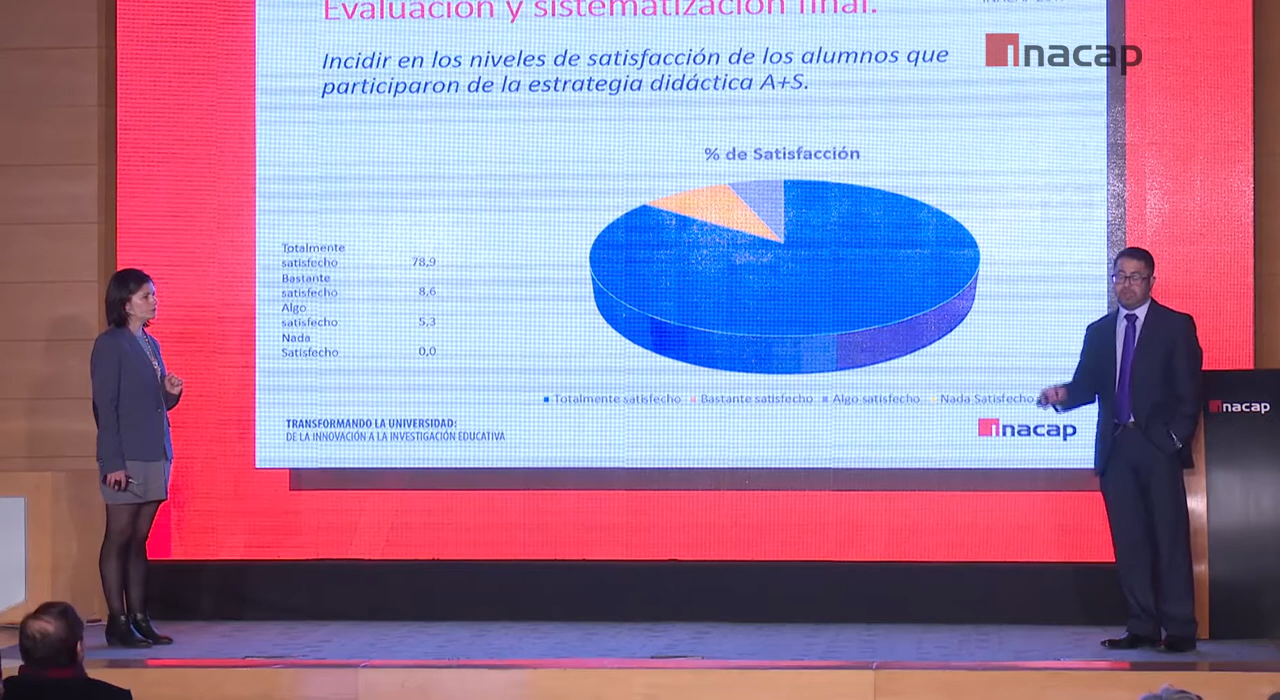 Evaluación y sistematización final.
inacap
Incidir en los niveles de satisfacción de los alumnos que
participaron de la estrategia didáctica A+S.
% de Satisfacción
Totalmente
satisfecho 78,9
Bastante
satisfecho 8,6
Algo
satisfecho 5,3
Nada
Satisfecho 0,0
Totalmente satisfecho Bastante satisfecho Algo satisfecho Nada Satisfecho
TRANSFORMANDO LA UNIVERSIDAD:
DE LA INNOVACIÓN A LA INVESTIGACIÓN EDUCATIVA
inacap
inacap